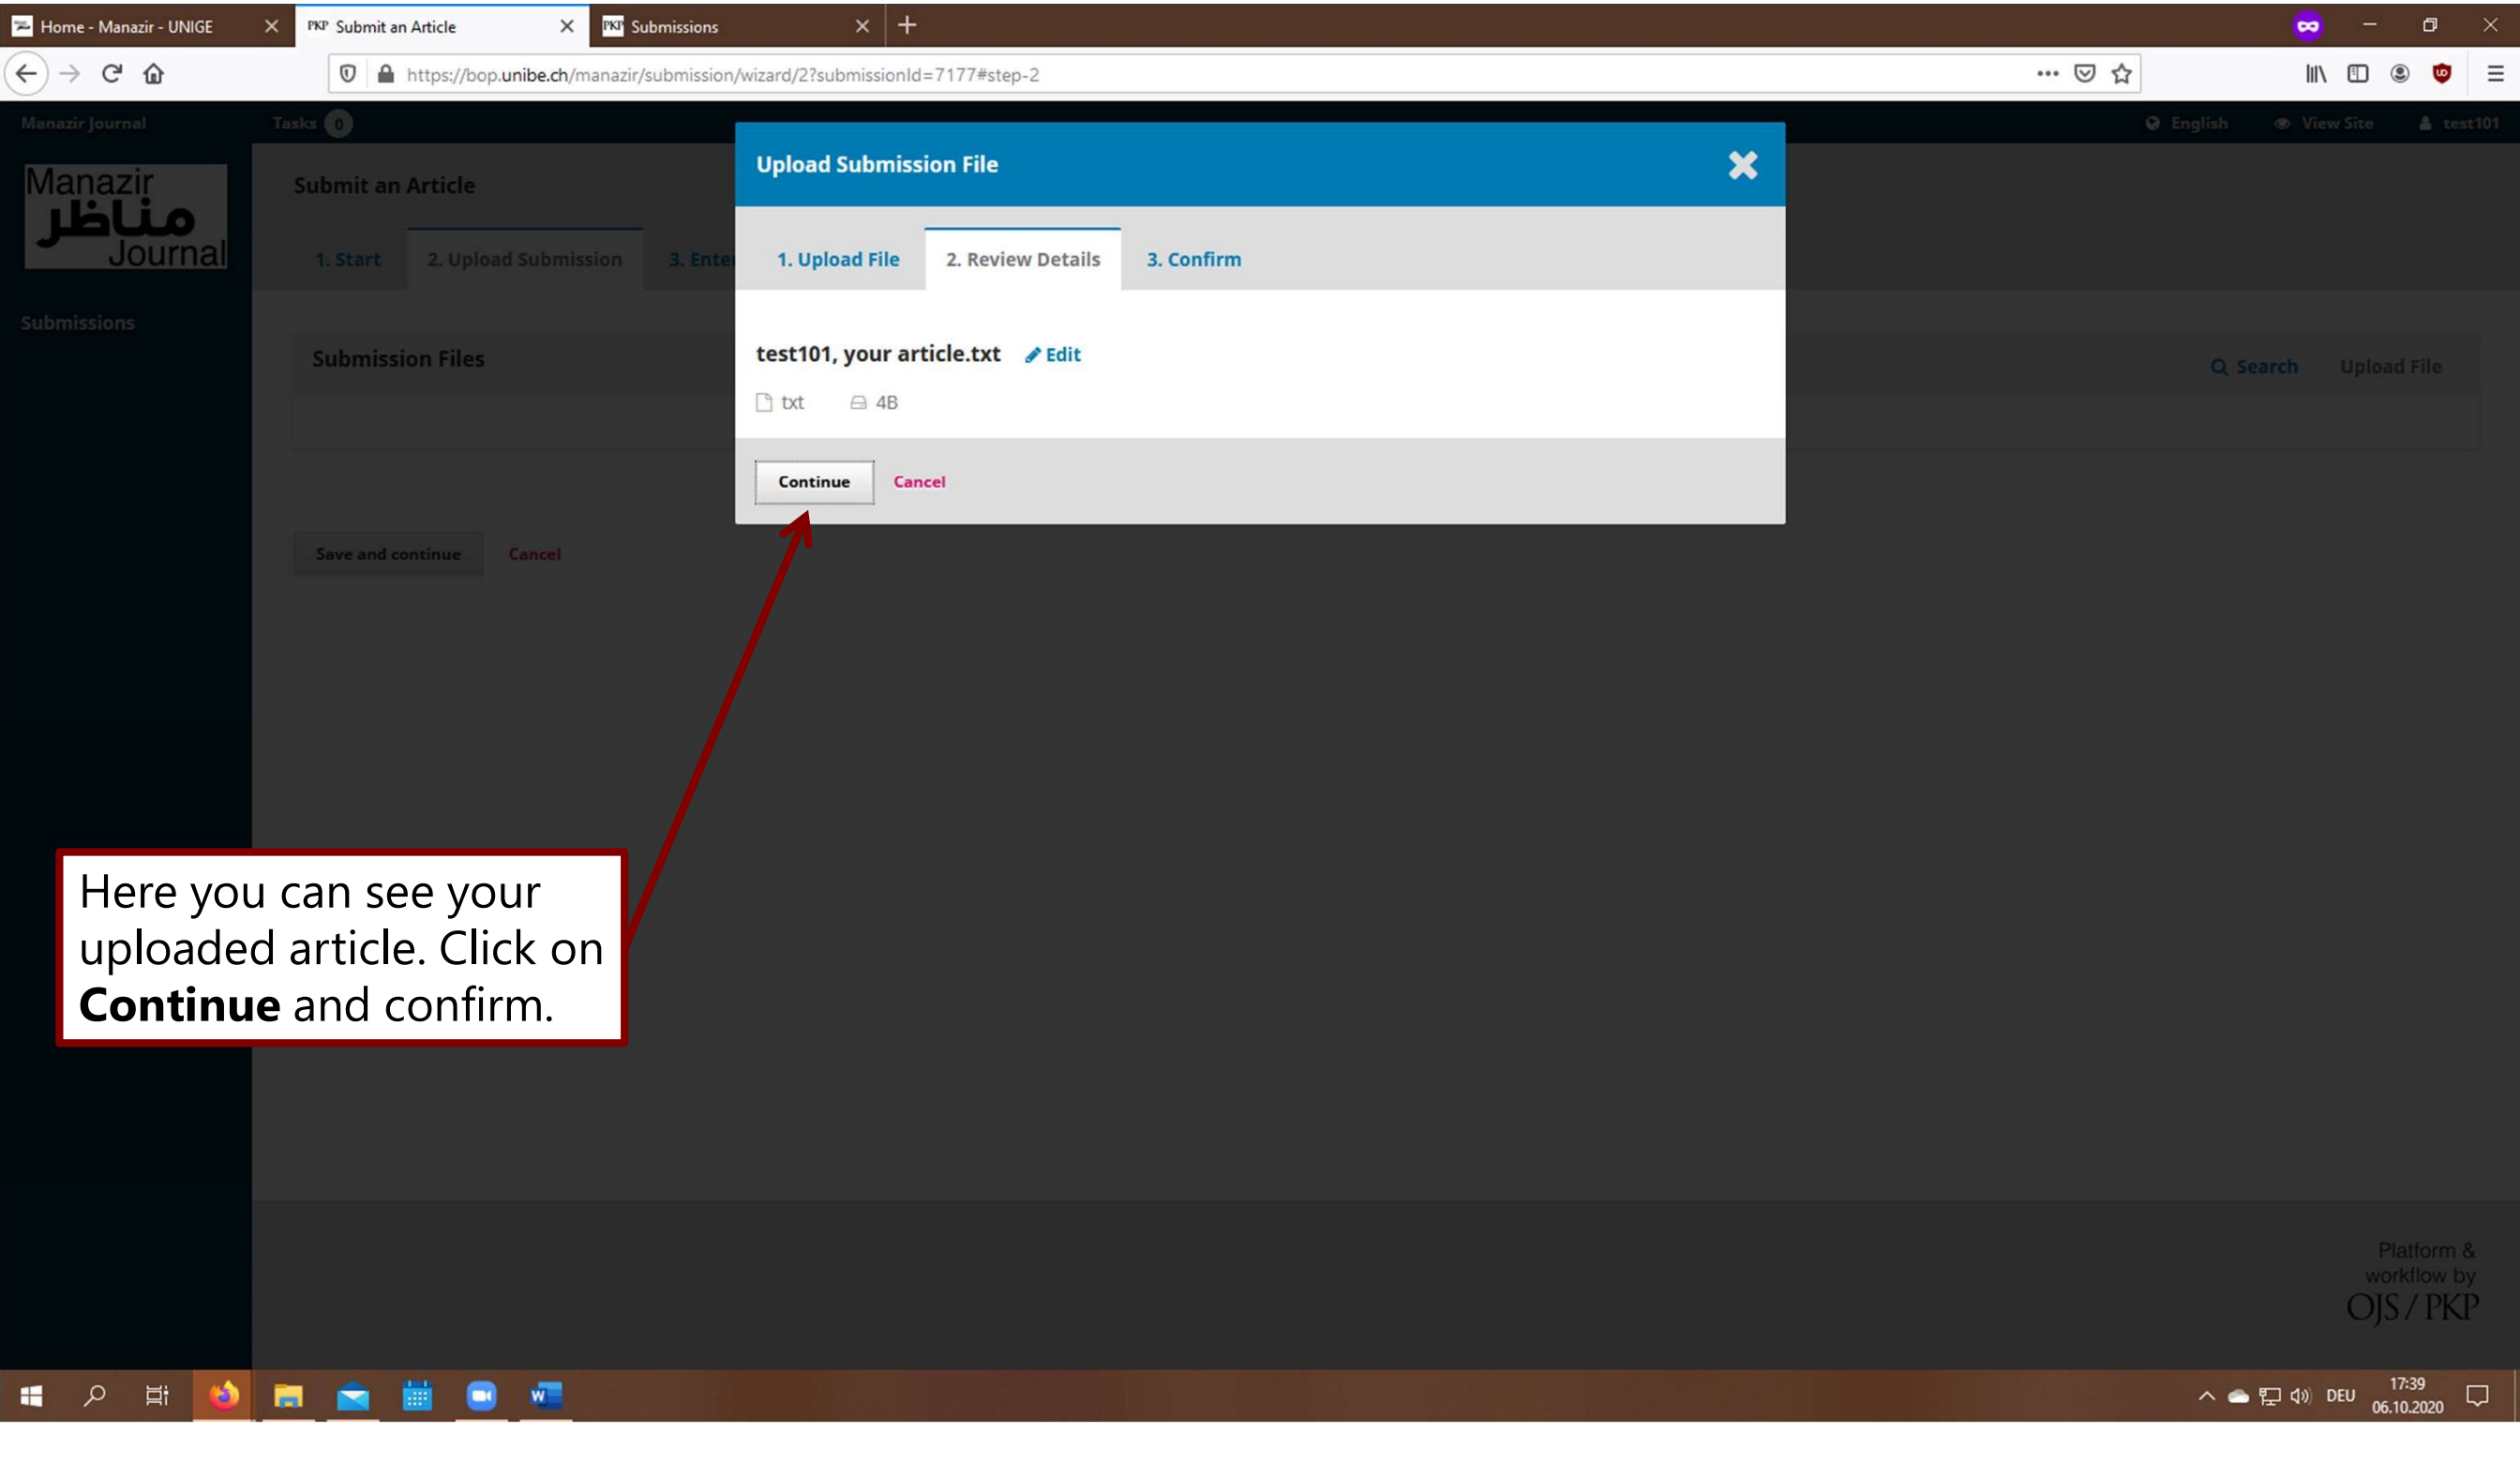 Home - Manazir - UNIGE
PKP Submit an Article
PKP Submissions
https://bop.unibe.ch/manazir/submission/wizard/2?submissionId=7177#step-2
Manazir Journal
Tasks 0
English
View Site
test101
Manazir
مناظر
Journal
Submit an Article
1. Start
2. Upload Submission
3. Enter
Submissions
Submission Files
Search
Upload File
Save and continue
Cancel
Upload Submission File
1. Upload File
2. Review Details
3. Confirm
test101, your article.txt
Edit
txt
4B
Continue
Cancel
Here you can see your
uploaded article. Click on
Continue and confirm.
Platform &
workflow by
OJS / PKP
W
DEU
17:39
06.10.2020